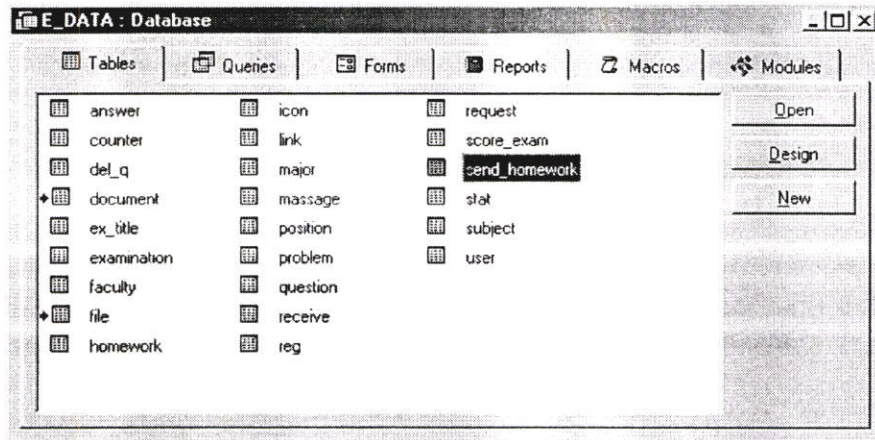 E_DATA : Database
Tables Queries Forms Reports Macros Modules
answer icon request Open
counter link score_exam
del_q major send_homework Design
document massage stat New
ex_title position subject
examination problem user
faculty question
file receive
homework reg